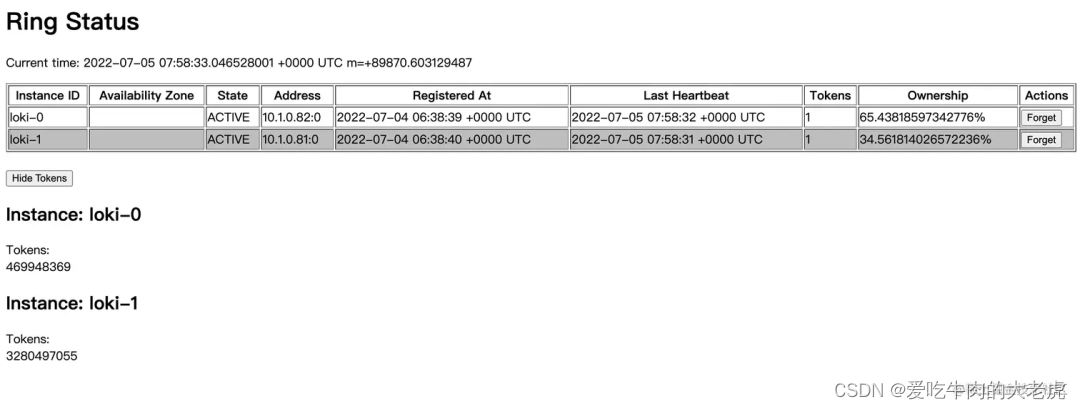 Ring Status
Current time: 2022-07-05 07:58:33.046528001 +0000 UTC m=+89870.603129487
Instance ID Availability Zone State Address Registered At Last Heartbeat Tokens Ownership Actions
loki-0 ACTIVE 10.1.0.82:0 2022-07-04 06:38:39 +0000 UTC 2022-07-05 07:58:32 +0000 UTC 1 65.43818597342776% Forget
loki-1 ACTIVE 10.1.0.81:0 2022-07-04 06:38:40 +0000 UTC 2022-07-05 07:58:31 +0000 UTC 1 34.561814026572236% Forget
Hide Tokens
Instance: loki-0
Tokens:
469948369
Instance: loki-1
Tokens:
3280497055
CSDN @爱吃牛肉的大老虎